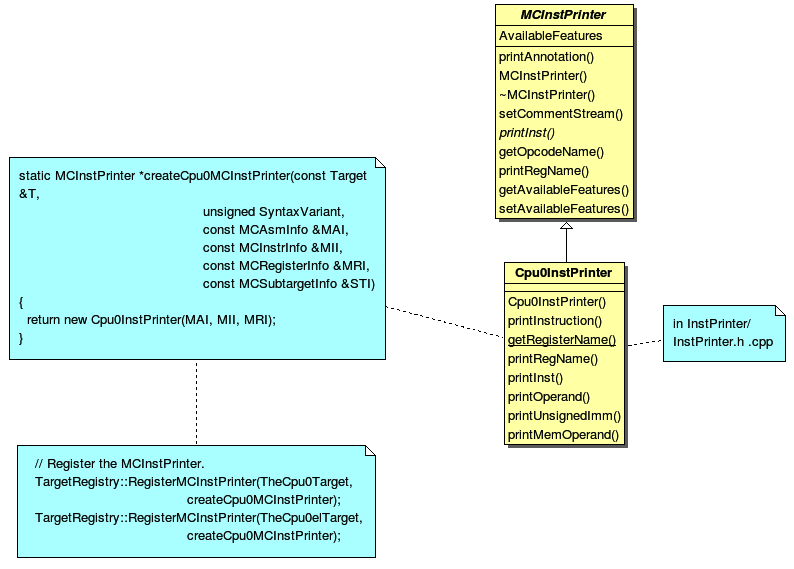 MCInstPrinter
AvailableFeatures
printAnnotation()
MCInstPrinter()
~MCInstPrinter()
setCommentStream()
printInst()
getOpcodeName()
printRegName()
getAvailableFeatures()
setAvailableFeatures()
static MCInstPrinter *createCpu0MCInstPrinter(const Target
&T,
unsigned SyntaxVariant,
const MCAsmInfo &MAI,
const MCInstrInfo &MII,
const MCRegisterInfo &MRI,
const MCSubtargetInfo &STI)
{
return new Cpu0InstPrinter(MAI, MII, MRI);
}
Cpu0InstPrinter
Cpu0InstPrinter()
printInstruction()
getRegisterName()
printRegName()
printInst()
printOperand()
printUnsignedImm()
printMemOperand()
in InstPrinter/
InstPrinter.h .cpp
// Register the MCInstPrinter.
TargetRegistry::RegisterMCInstPrinter(TheCpu0Target,
createCpu0MCInstPrinter);
TargetRegistry::RegisterMCInstPrinter(TheCpu0elTarget,
createCpu0MCInstPrinter);